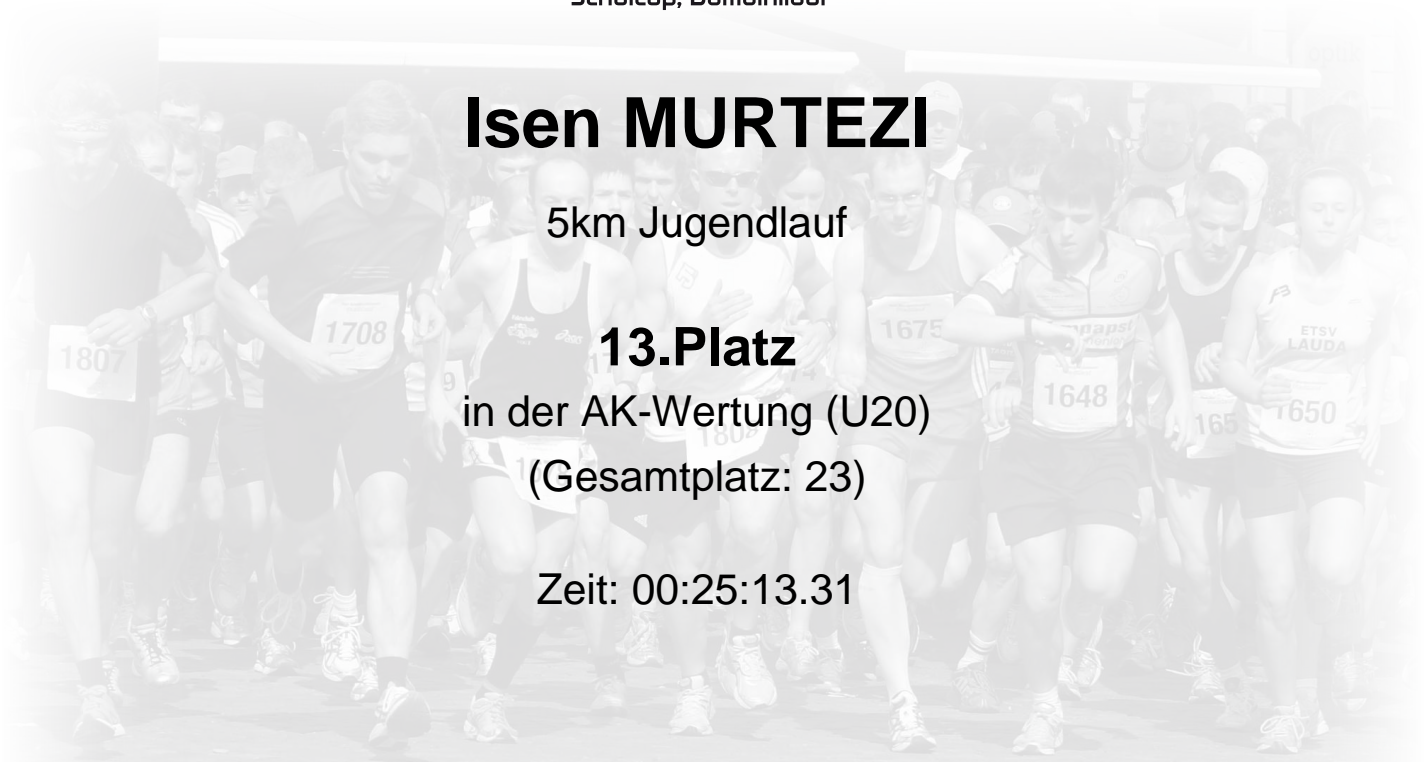 Isen MURTEZI
5km Jugendlauf
13.Platz
in der AK-Wertung (U20)
(Gesamtplatz: 23)
Zeit: 00:25:13.31
1807
1708
1675
1648
165
1650
ETSV
LAUDA